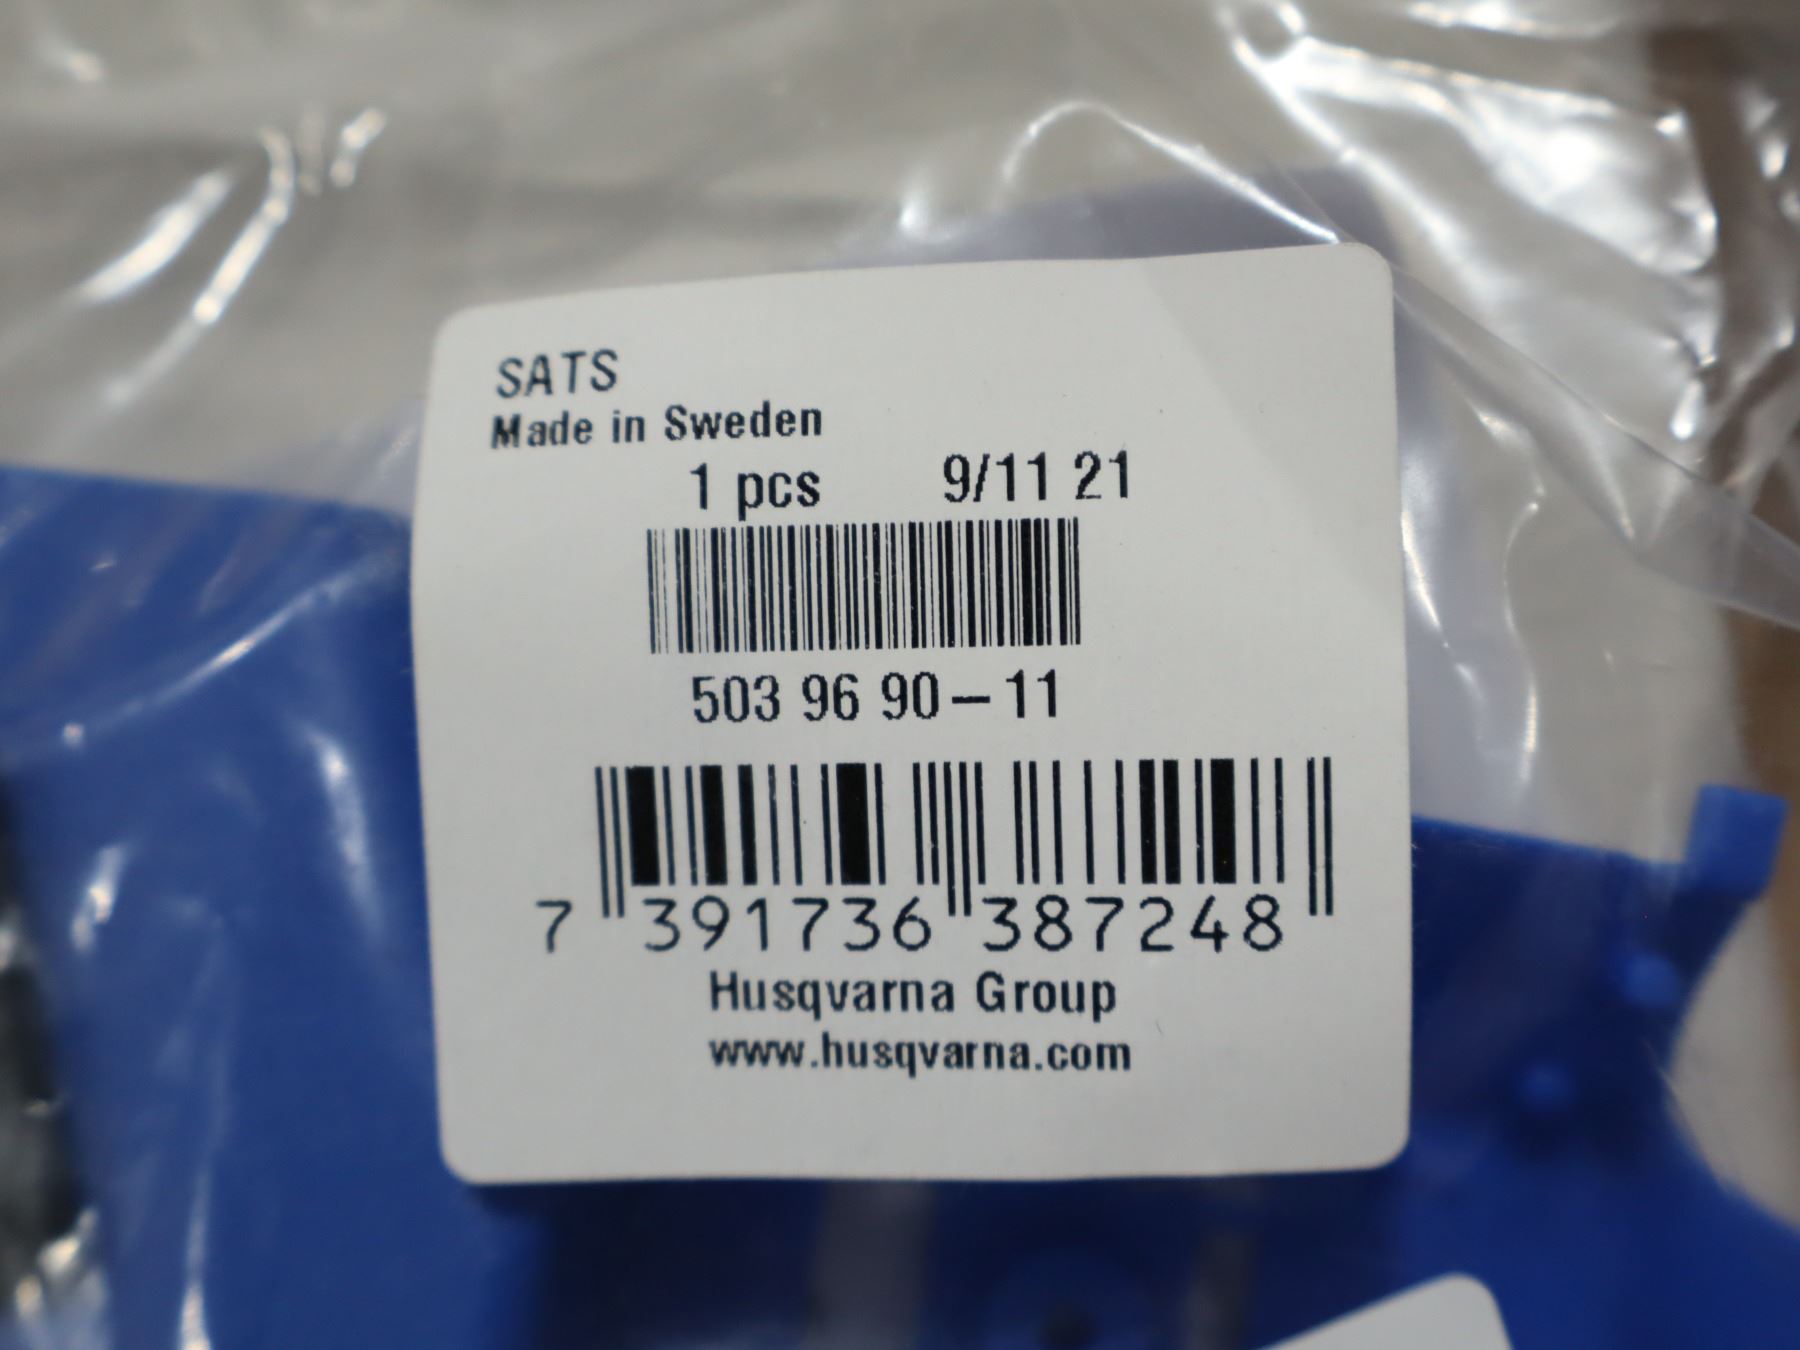 SATS
Made in Sweden
1 pcs 9/11 21
503 96 90-11
7 391736 387248
Husqvarna Group
www.husqvarna.com